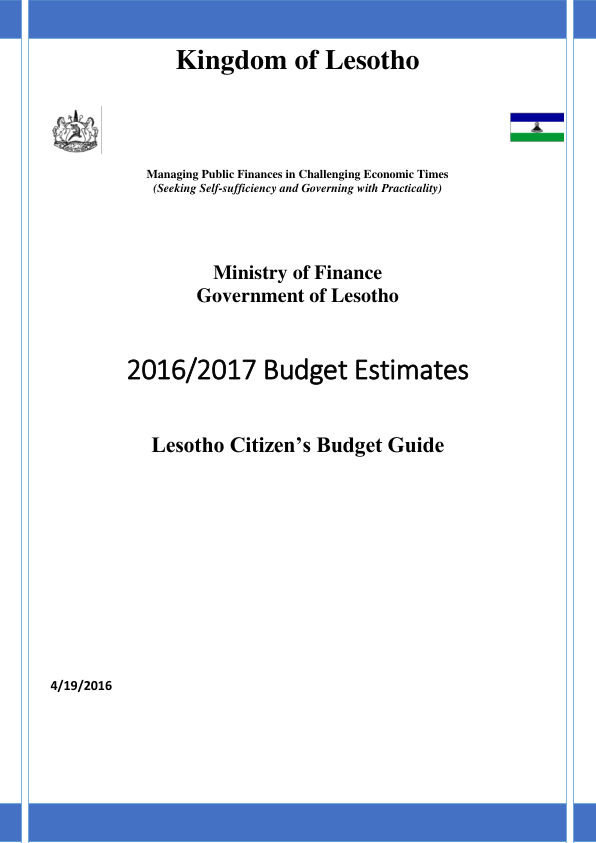 Kingdom of Lesotho
Managing Public Finances in Challenging Economic Times
(Seeking Self-sufficiency and Governing with Practicality)
Ministry of Finance
Government of Lesotho
2016/2017 Budget Estimates
Lesotho Citizen’s Budget Guide
4/19/2016